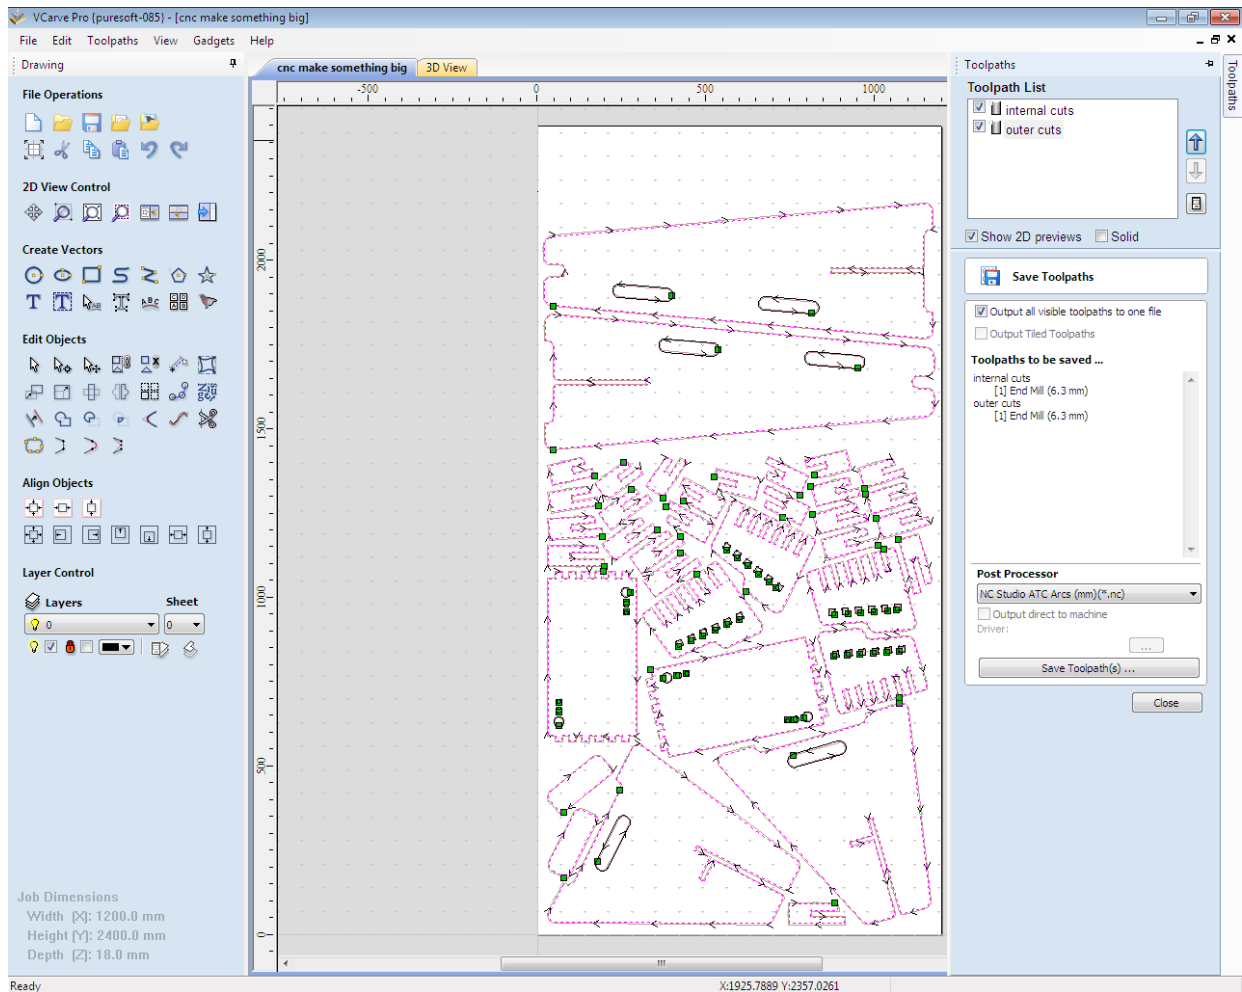 VCarve Pro {puresoft-085} - [cnc make something big]
File Edit Toolpaths View Gadgets Help
Drawing
File Operations
2D View Control
Create Vectors
Edit Objects
Align Objects
Layer Control
Layers Sheet
0 0
Job Dimensions
Width [X]: 1200.0 mm
Height [Y]: 2400.0 mm
Depth [Z]: 18.0 mm
Ready
cnc make something big 3D View
-500 0 500 1000
2000
1500
1000
500
0
Toolpaths
Toolpaths
Toolpath List
internal cuts
outer cuts
Show 2D previews Solid
Save Toolpaths
Output all visible toolpaths to one file
Output Tiled Toolpaths
Toolpaths to be saved ...
internal cuts
[1] End Mill (6.3 mm)
outer cuts
[1] End Mill (6.3 mm)
Post Processor
NC Studio ATC Arcs (mm)(*.nc)
Output direct to machine
Driver:
...
Save Toolpath(s) ...
Close
X:1925.7889 Y:2357.0261